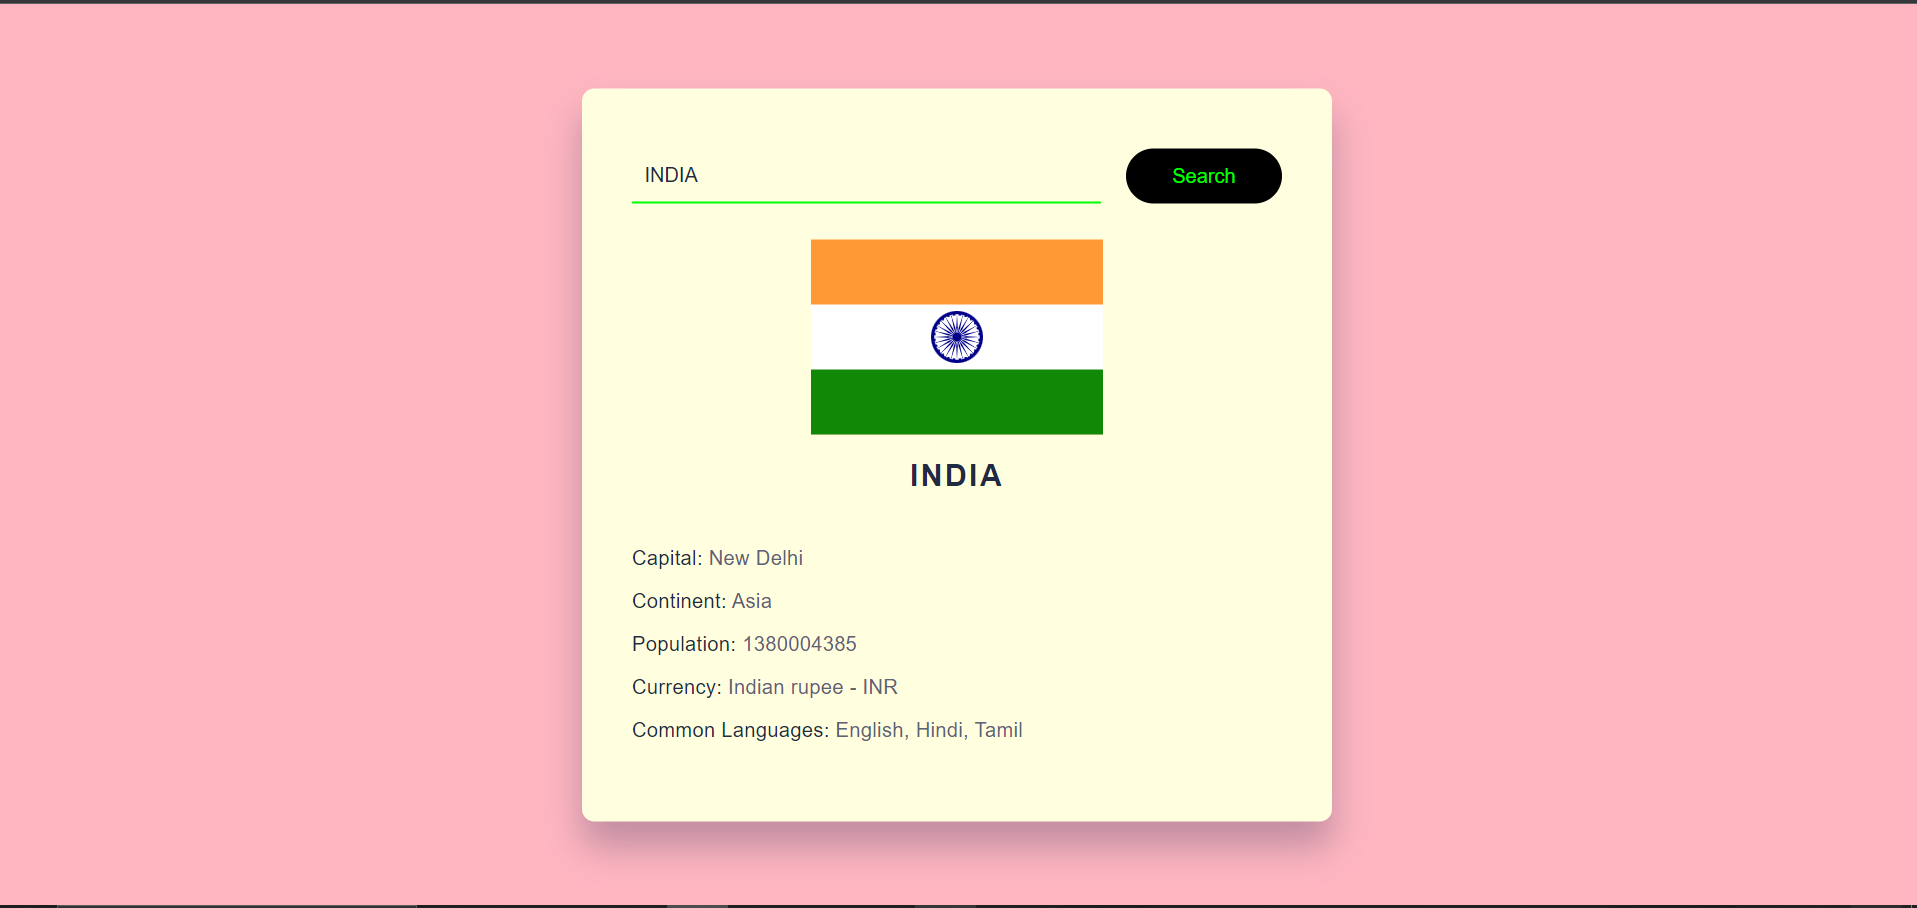 INDIA
Search
INDIA
Capital: New Delhi
Continent: Asia
Population: 1380004385
Currency: Indian rupee - INR
Common Languages: English, Hindi, Tamil